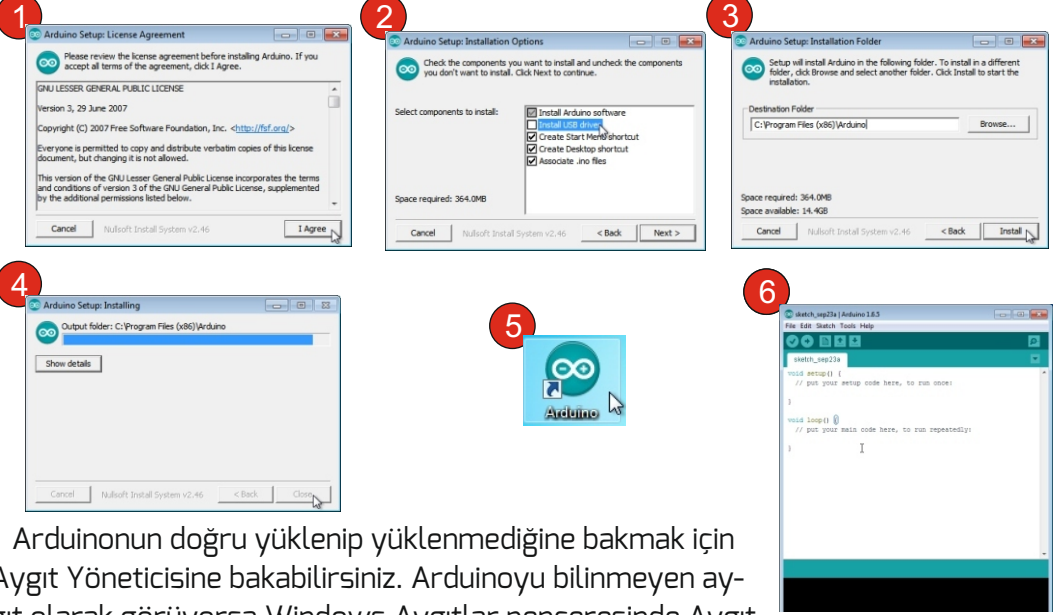 1
Arduino Setup: License Agreement
Please review the license agreement before installing Arduino. If you
accept all terms of the agreement, click I Agree.
GNU LESSER GENERAL PUBLIC LICENSE
Version 3, 29 June 2007
Copyright (C) 2007 Free Software Foundation, Inc. <http://fsf.org/>
Everyone is permitted to copy and distribute verbatim copies of this license
document, but changing it is not allowed.
This version of the GNU Lesser General Public License incorporates the terms
and conditions of version 3 of the GNU General Public License, supplemented
by the additional permissions listed below.
Cancel Nullsoft Install System v2.46 I Agree
2
Arduino Setup: Installation Options
Check the components you want to install and uncheck the components
you don't want to install. Click Next to continue.
Select components to install:
Install Arduino software
Install USB driver
Create Start Menu shortcut
Create Desktop shortcut
Associate .ino files
Space required: 364.0MB
Cancel Nullsoft Install System v2.46 < Back Next >
3
Arduino Setup: Installation Folder
Setup will install Arduino in the following folder. To install in a different
folder, click Browse and select another folder. Click Install to start the
installation.
Destination Folder
C:\Program Files (x86)\Arduino Browse...
Space required: 364.0MB
Space available: 14.4GB
Cancel Nullsoft Install System v2.46 < Back Install
4
Arduino Setup: Installing
Output folder: C:\Program Files (x86)\Arduino
Show details
Cancel Nullsoft Install System v2.46 < Back Close
5
Arduino
6
sketch_sep23a | Arduino 1.8.5
File Edit Sketch Tools Help
sketch_sep23a
void setup() {
// put your setup code here, to run once:
}
void loop() {
// put your main code here, to run repeatedly:
}
Arduinonun doğru yüklenip yüklenmediğine bakmak için
Aygıt Yöneticisine bakabilirsiniz. Arduinoyu bilinmeyen ay-
gıt olarak görüyorsa Windows Aygıtlar penceresinde Aygıt